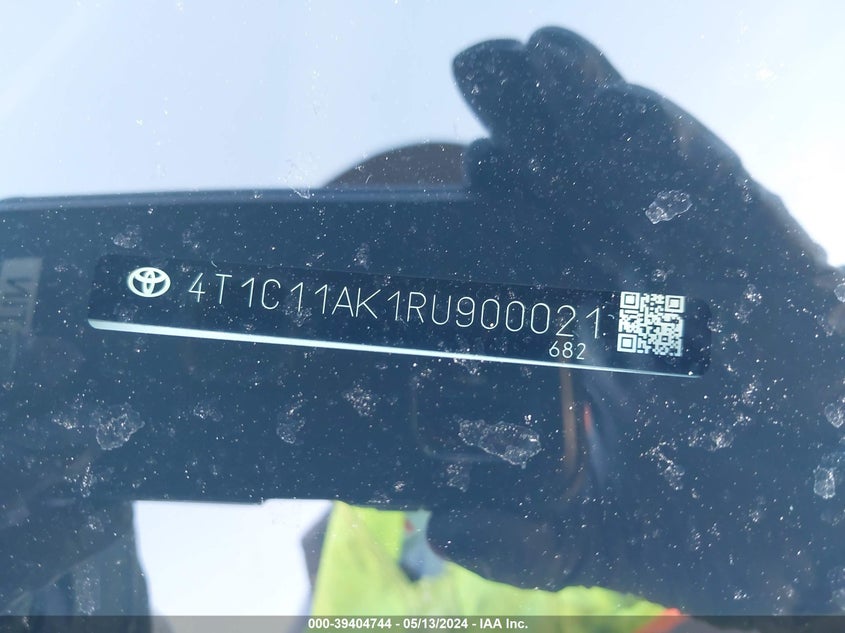 4T1C11AK1RU900021
682
000-39404744 - 05/13/2024 - IAA Inc.